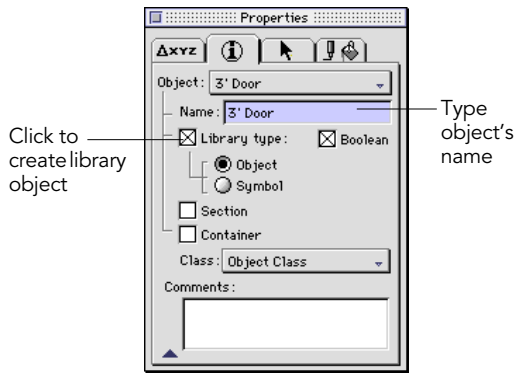 Properties
Δxyz
Object: 3' Door
Name: 3' Door
Library type: Boolean
Object
Symbol
Section
Container
Class: Object Class
Comments:
Click to
create library
object
Type
object's
name